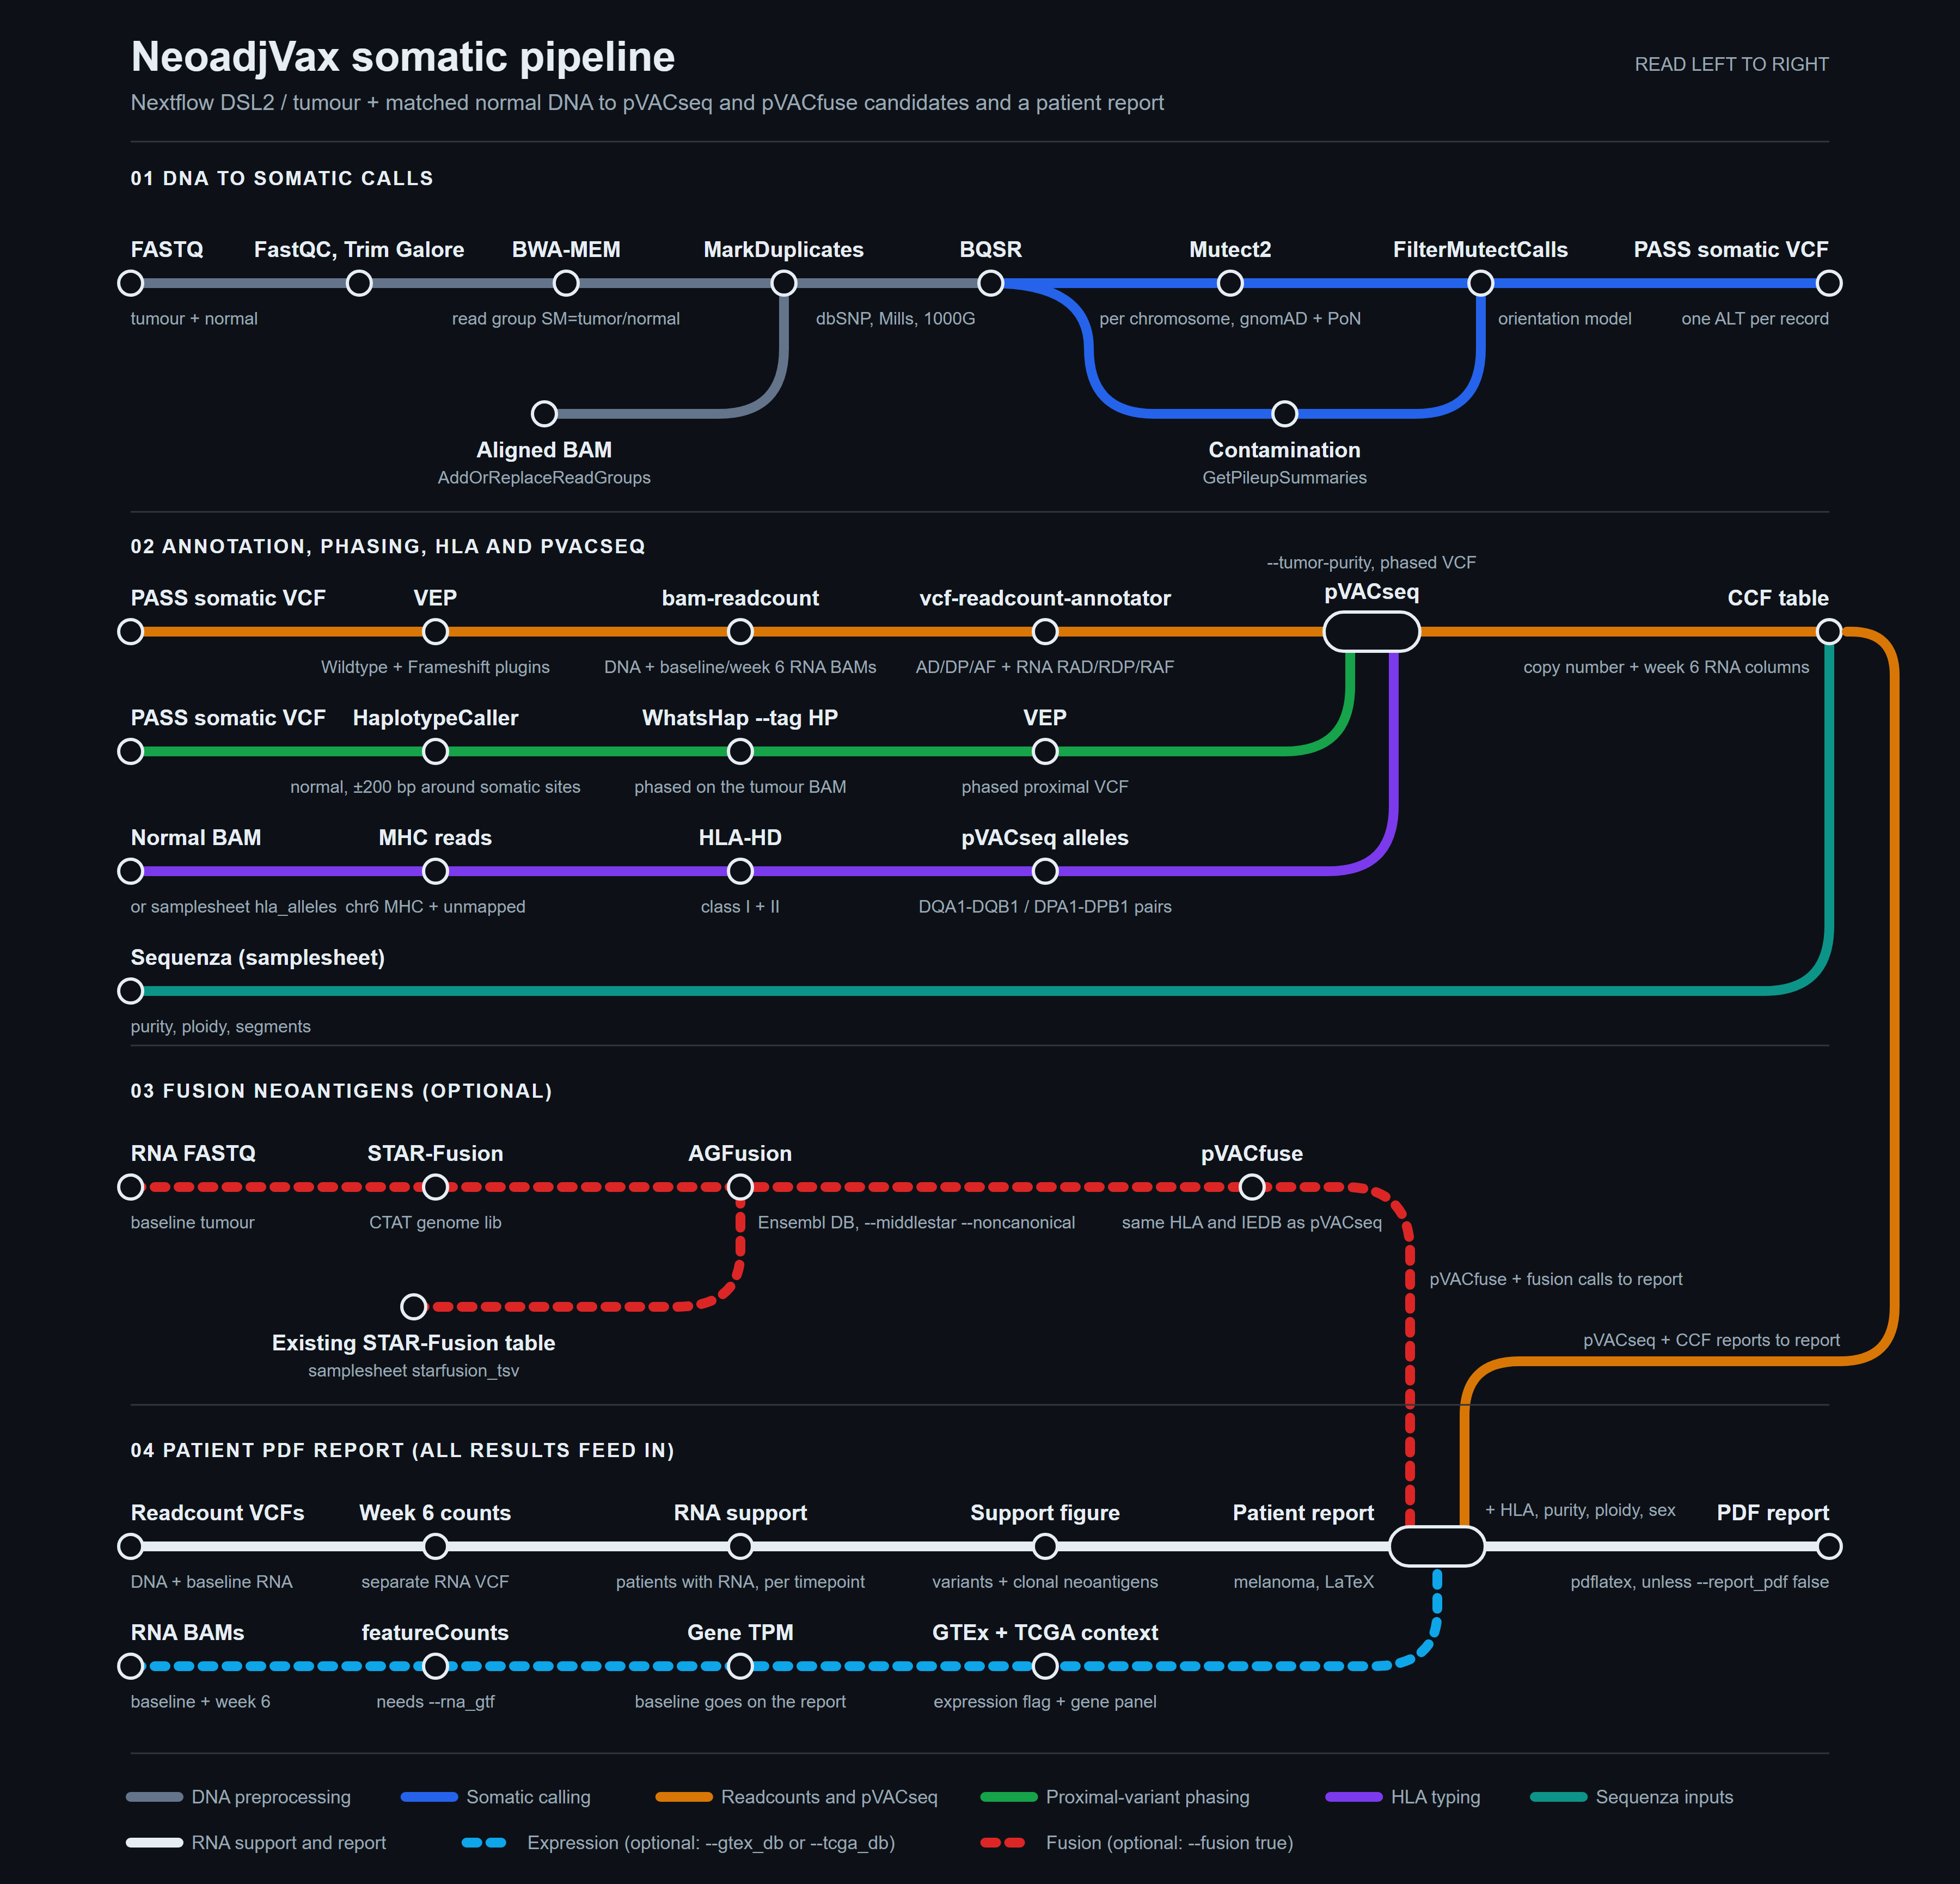 NeoadjVax somatic pipeline
READ LEFT TO RIGHT
Nextflow DSL2 / tumour + matched normal DNA to pVACseq and pVACfuse candidates and a patient report
01 DNA TO SOMATIC CALLS
FASTQ
FastQC, Trim Galore
BWA-MEM
MarkDuplicates
BQSR
Mutect2
FilterMutectCalls
PASS somatic VCF
tumour + normal
read group SM=tumor/normal
dbSNP, Mills, 1000G
per chromosome, gnomAD + PoN
orientation model
one ALT per record
Aligned BAM
AddOrReplaceReadGroups
Contamination
GetPileupSummaries
02 ANNOTATION, PHASING, HLA AND PVACSEQ
--tumor-purity, phased VCF
PASS somatic VCF
VEP
bam-readcount
vcf-readcount-annotator
pVACseq
CCF table
Wildtype + Frameshift plugins
DNA + baseline/week 6 RNA BAMs
AD/DP/AF + RNA RAD/RDP/RAF
copy number + week 6 RNA columns
PASS somatic VCF
HaplotypeCaller
WhatsHap --tag HP
VEP
normal, ±200 bp around somatic sites
phased on the tumour BAM
phased proximal VCF
Normal BAM
MHC reads
HLA-HD
pVACseq alleles
or samplesheet hla_alleles
chr6 MHC + unmapped
class I + II
DQA1-DQB1 / DPA1-DPB1 pairs
Sequenza (samplesheet)
purity, ploidy, segments
03 FUSION NEOANTIGENS (OPTIONAL)
RNA FASTQ
STAR-Fusion
AGFusion
pVACfuse
baseline tumour
CTAT genome lib
Ensembl DB, --middlestar --noncanonical
same HLA and IEDB as pVACseq
pVACfuse + fusion calls to report
Existing STAR-Fusion table
samplesheet starfusion_tsv
pVACseq + CCF reports to report
04 PATIENT PDF REPORT (ALL RESULTS FEED IN)
Readcount VCFs
Week 6 counts
RNA support
Support figure
Patient report
+ HLA, purity, ploidy, sex
PDF report
DNA + baseline RNA
separate RNA VCF
patients with RNA, per timepoint
variants + clonal neoantigens
melanoma, LaTeX
pdflatex, unless --report_pdf false
RNA BAMs
featureCounts
Gene TPM
GTEx + TCGA context
baseline + week 6
needs --rna_gtf
baseline goes on the report
expression flag + gene panel
DNA preprocessing
Somatic calling
Readcounts and pVACseq
Proximal-variant phasing
HLA typing
Sequenza inputs
RNA support and report
Expression (optional: --gtex_db or --tcga_db)
Fusion (optional: --fusion true)